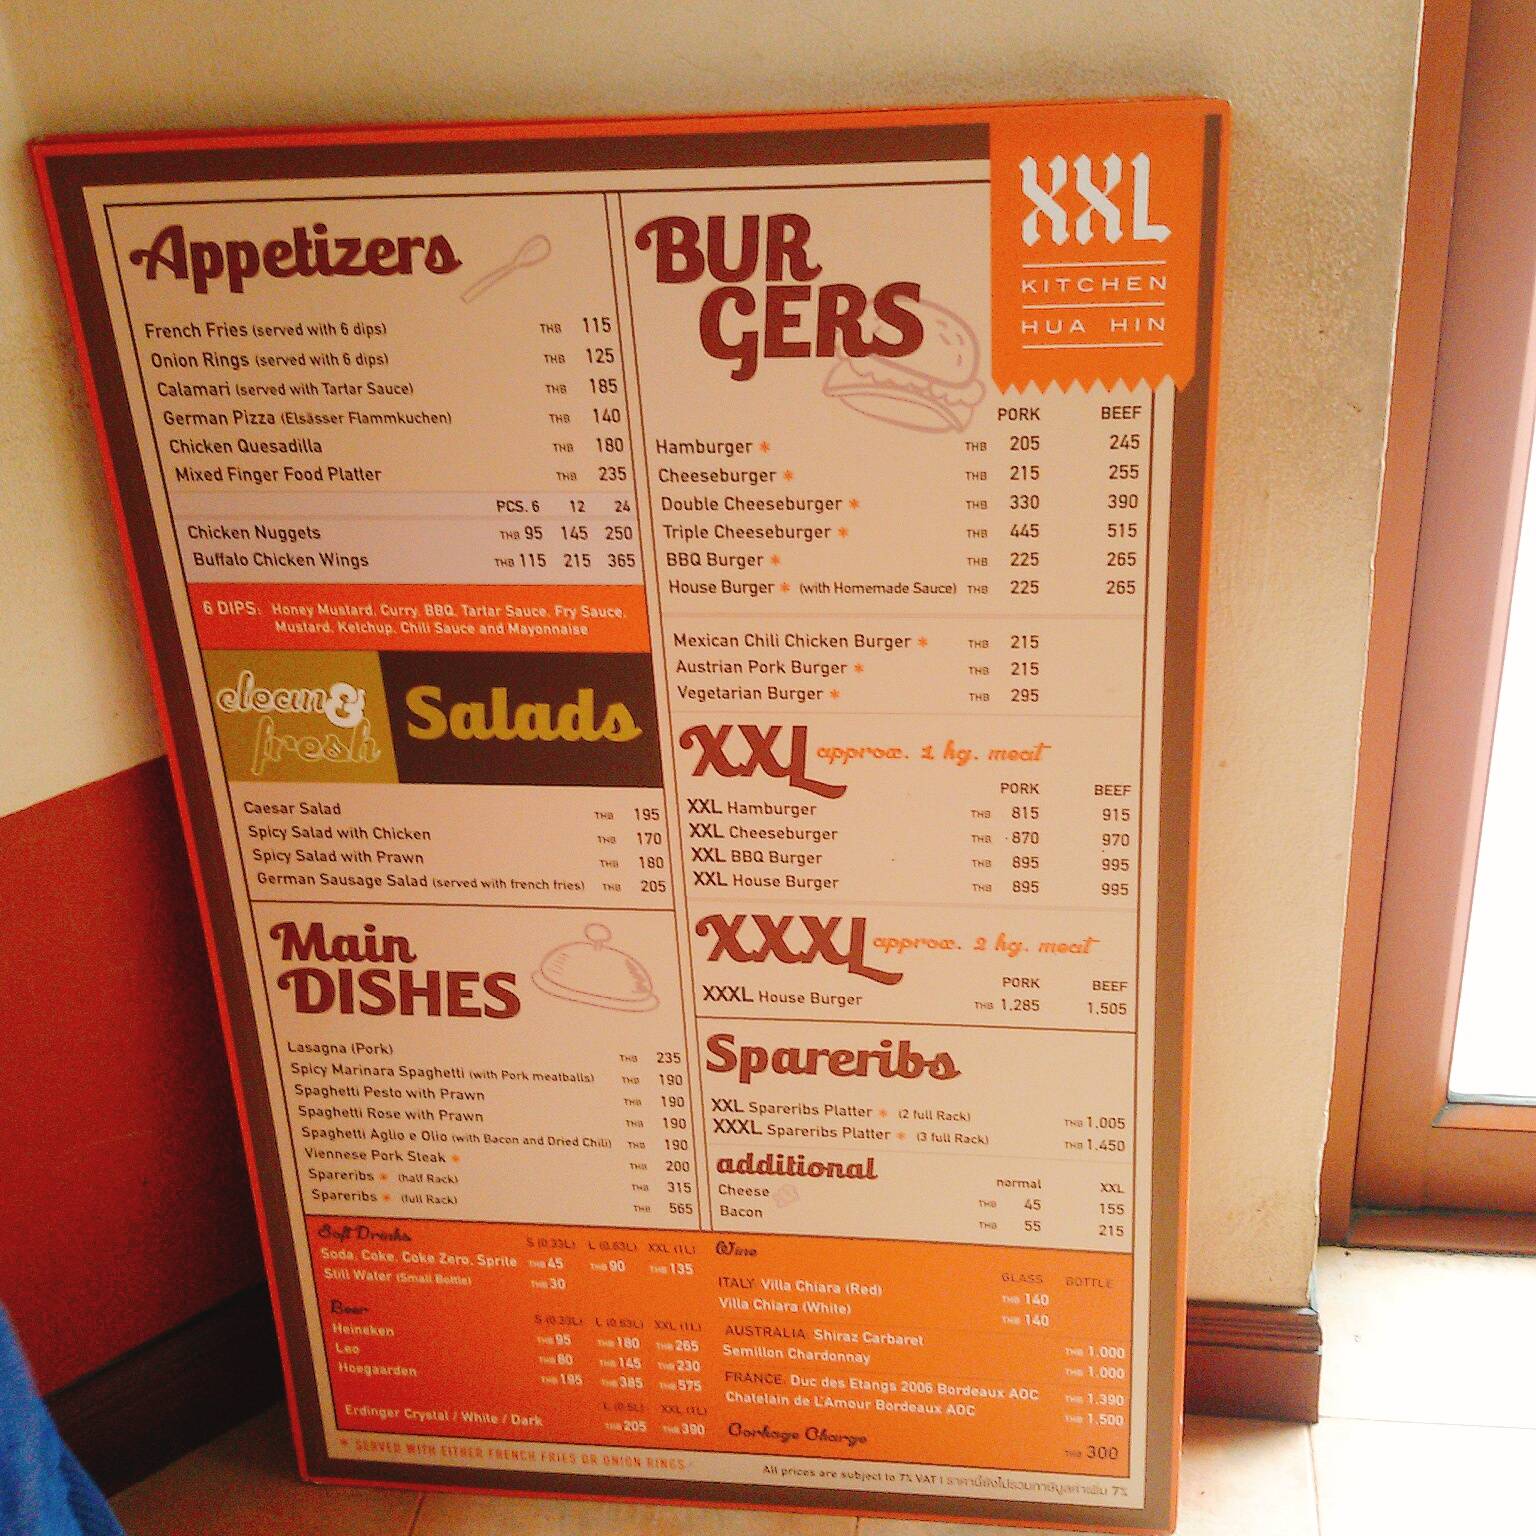 XXL
KITCHEN
HUA HIN
Appetizers
French Fries (served with 6 dips) THB 115
Onion Rings (served with 6 dips) THB 125
Calamari (served with Tartar Sauce) THB 185
German Pizza (Elsässer Flammkuchen) THB 140
Chicken Quesadilla THB 180
Mixed Finger Food Platter THB 235
PCS. 6 12 24
Chicken Nuggets THB 95 145 250
Buffalo Chicken Wings THB 115 215 365
6 DIPS: Honey Mustard, Curry, BBQ, Tartar Sauce, Fry Sauce,
Mustard, Ketchup, Chili Sauce and Mayonnaise
clean &
fresh
Salads
Caesar Salad THB 195
Spicy Salad with Chicken THB 170
Spicy Salad with Prawn THB 180
German Sausage Salad (served with french fries) THB 205
Main
DISHES
Lasagna (Pork) THB 235
Spicy Marinara Spaghetti (with Pork meatballs) THB 190
Spaghetti Pesto with Prawn THB 190
Spaghetti Rose with Prawn THB 190
Spaghetti Aglio e Olio (with Bacon and Dried Chili) THB 190
Viennese Pork Steak * THB 200
Spareribs * (half Rack) THB 315
Spareribs * (full Rack) THB 565
BUR
GERS
PORK BEEF
Hamburger * THB 205 245
Cheeseburger * THB 215 255
Double Cheeseburger * THB 330 390
Triple Cheeseburger * THB 445 515
BBQ Burger * THB 225 265
House Burger * (with Homemade Sauce) THB 225 265
Mexican Chili Chicken Burger * THB 215
Austrian Pork Burger * THB 215
Vegetarian Burger * THB 295
XXL approx. 1 kg. meat
PORK BEEF
XXL Hamburger THB 815 915
XXL Cheeseburger THB 870 970
XXL BBQ Burger THB 895 995
XXL House Burger THB 895 995
XXXL approx. 2 kg. meat
PORK BEEF
XXXL House Burger THB 1.285 1.505
Spareribs
XXL Spareribs Platter * (2 full Rack) THB 1.005
XXXL Spareribs Platter * (3 full Rack) THB 1.450
additional
normal XXL
Cheese THB 45 155
Bacon THB 55 215
Soft Drinks S (0.33L) L (0.63L) XXL (1L)
Soda, Coke, Coke Zero, Sprite THB 45 THB 90 THB 135
Still Water (Small Bottle) THB 30
Beer S (0.33L) L (0.63L) XXL (1L)
Heineken THB 95 THB 180 THB 265
Leo THB 80 THB 145 THB 230
Hoegaarden THB 195 THB 385 THB 575
L (0.5L) XXL (1L)
Erdinger Crystal / White / Dark THB 205 THB 390
Wine
GLASS BOTTLE
ITALY: Villa Chiara (Red) THB 140
Villa Chiara (White) THB 140
AUSTRALIA: Shiraz Carbaret THB 1.000
Semillon Chardonnay THB 1.000
FRANCE: Duc des Etangs 2006 Bordeaux AOC THB 1.390
Chatelain de L'Amour Bordeaux AOC THB 1.500
Corkage Charge THB 300
* SERVED WITH EITHER FRENCH FRIES OR ONION RINGS
All prices are subject to 7% VAT | ราคานี้ยังไม่รวมภาษีมูลค่าเพิ่ม 7%